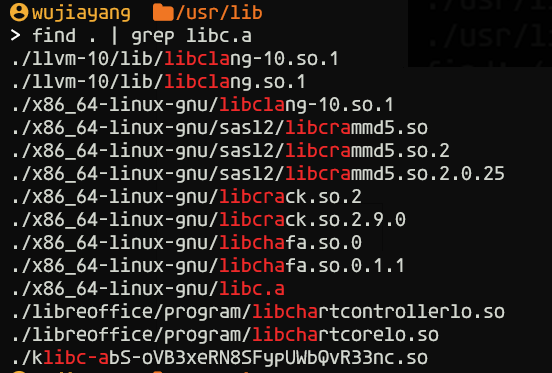 wujiayang /usr/lib
> find . | grep libc.a
./llvm-10/lib/libclang-10.so.1
./llvm-10/lib/libclang.so.1
./x86_64-linux-gnu/libclang-10.so.1
./x86_64-linux-gnu/sasl2/libcrammd5.so
./x86_64-linux-gnu/sasl2/libcrammd5.so.2
./x86_64-linux-gnu/sasl2/libcrammd5.so.2.0.25
./x86_64-linux-gnu/libcrack.so.2
./x86_64-linux-gnu/libcrack.so.2.9.0
./x86_64-linux-gnu/libchafa.so.0
./x86_64-linux-gnu/libchafa.so.0.1.1
./x86_64-linux-gnu/libc.a
./libreoffice/program/libchartcontrollerlo.so
./libreoffice/program/libchartcorelo.so
./klibc-abS-oVB3xeRN8SFypUWbQvR33nc.so